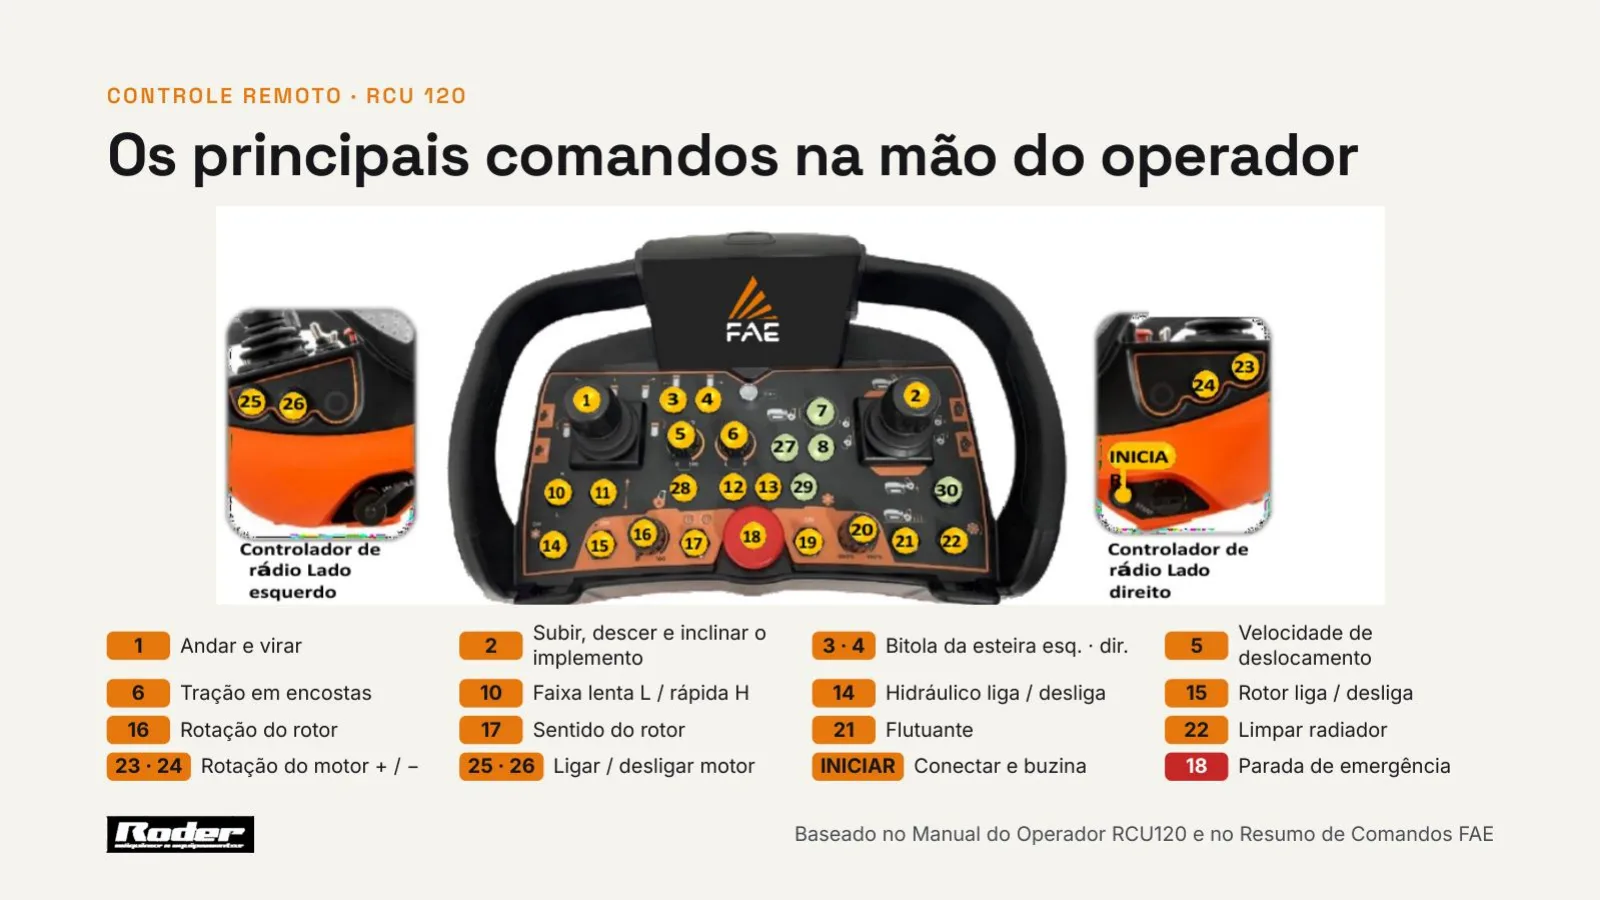 CONTROLE REMOTO · RCU 120
Os principais comandos na mão do operador
FAE
1
2
3
4
5
6
7
27
8
10
11
28
12
13
29
30
14
15
16
17
18
19
20
21
22
25
26
Controlador de
rádio Lado
esquerdo
23
24
INICIA
R
Controlador de
rádio Lado
direito
1 Andar e virar
2 Subir, descer e inclinar o
implemento
3 · 4 Bitola da esteira esq. · dir.
5 Velocidade de
deslocamento
6 Tração em encostas
10 Faixa lenta L / rápida H
14 Hidráulico liga / desliga
15 Rotor liga / desliga
16 Rotação do rotor
17 Sentido do rotor
21 Flutuante
22 Limpar radiador
23 · 24 Rotação do motor + / −
25 · 26 Ligar / desligar motor
INICIAR Conectar e buzina
18 Parada de emergência
Roder
Baseado no Manual do Operador RCU120 e no Resumo de Comandos FAE